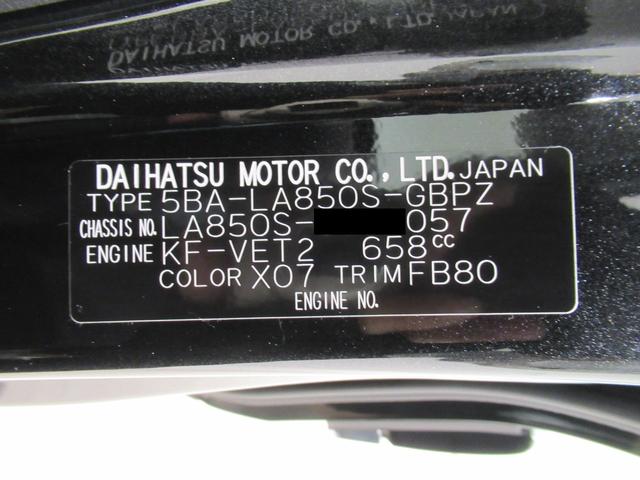 DAIHATSU MOTOR CO., LTD. JAPAN
TYPE 5BA-LA850S-GBPZ
CHASSIS NO. LA850S- 057
ENGINE KF-VET2 658CC
COLOR X07 TRIM FB80
ENGINE NO.